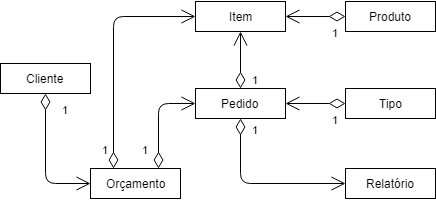 Item
Produto
1
Cliente
1
1
Pedido
Tipo
1
1
1
1
Orçamento
Relatório